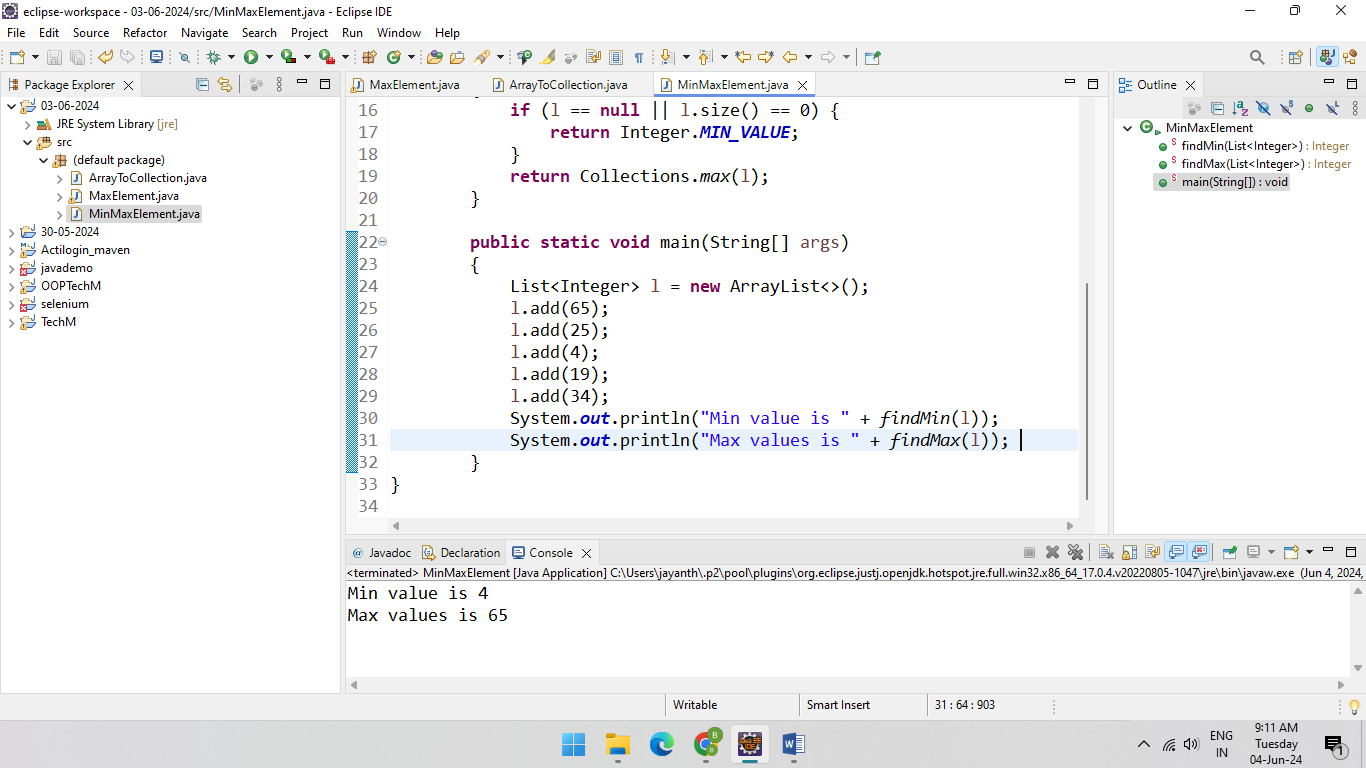 eclipse-workspace - 03-06-2024/src/MinMaxElement.java - Eclipse IDE
File Edit Source Refactor Navigate Search Project Run Window Help
Package Explorer
03-06-2024
JRE System Library [jre]
src
(default package)
ArrayToCollection.java
MaxElement.java
MinMaxElement.java
30-05-2024
Actilogin_maven
javademo
OOPTechM
selenium
TechM
MaxElement.java ArrayToCollection.java MinMaxElement.java
16 if (l == null || l.size() == 0) {
17 return Integer.MIN_VALUE;
18 }
19 return Collections.max(l);
20 }
21
22 public static void main(String[] args)
23 {
24 List<Integer> l = new ArrayList<>();
25 l.add(65);
26 l.add(25);
27 l.add(4);
28 l.add(19);
29 l.add(34);
30 System.out.println("Min value is " + findMin(l));
31 System.out.println("Max values is " + findMax(l));
32 }
33 }
34
Outline
MinMaxElement
findMin(List<Integer>) : Integer
findMax(List<Integer>) : Integer
main(String[]) : void
@ Javadoc Declaration Console
<terminated> MinMaxElement [Java Application] C:\Users\jayanth\.p2\pool\plugins\org.eclipse.justj.openjdk.hotspot.jre.full.win32.x86_64_17.0.4.v20220805-1047\jre\bin\javaw.exe (Jun 4, 2024,
Min value is 4
Max values is 65
Writable Smart Insert 31 : 64 : 903
ENG
IN
9:11 AM
Tuesday
04-Jun-24